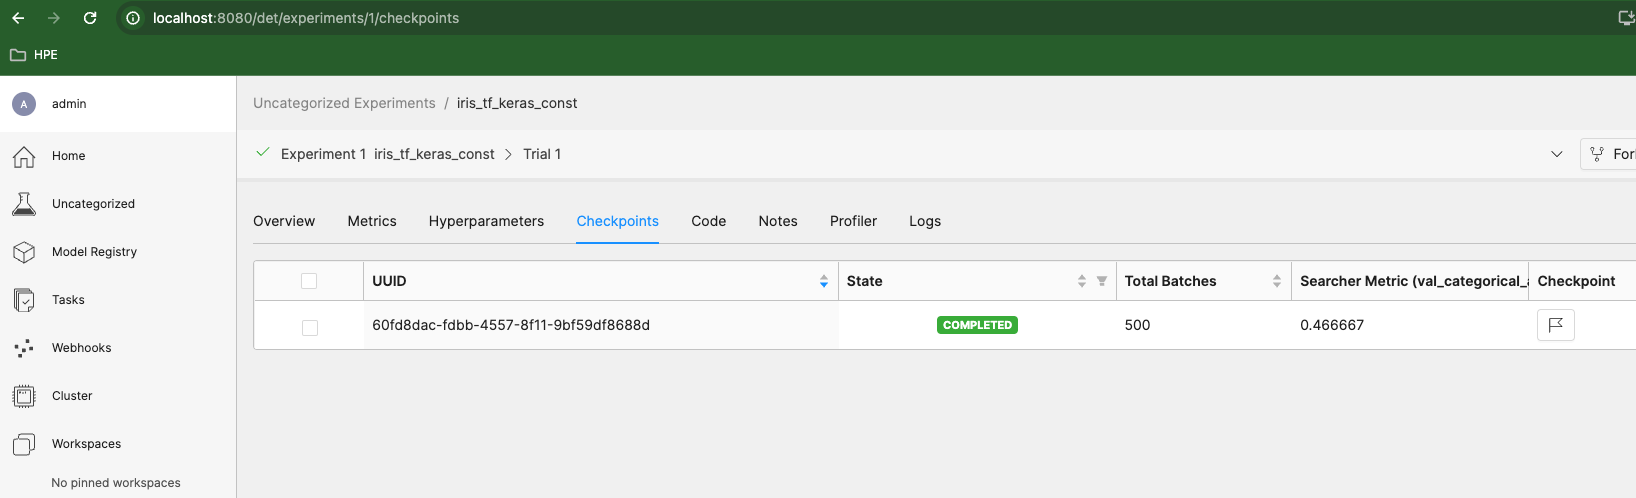 localhost:8080/det/experiments/1/checkpoints
HPE
A admin
Uncategorized Experiments / iris_tf_keras_const
Experiment 1 iris_tf_keras_const > Trial 1
For
Home
Uncategorized
Model Registry
Tasks
Webhooks
Cluster
Workspaces
No pinned workspaces
Overview Metrics Hyperparameters Checkpoints Code Notes Profiler Logs
UUID State Total Batches Searcher Metric (val_categorical_ Checkpoint
60fd8dac-fdbb-4557-8f11-9bf59df8688d COMPLETED 500 0.466667